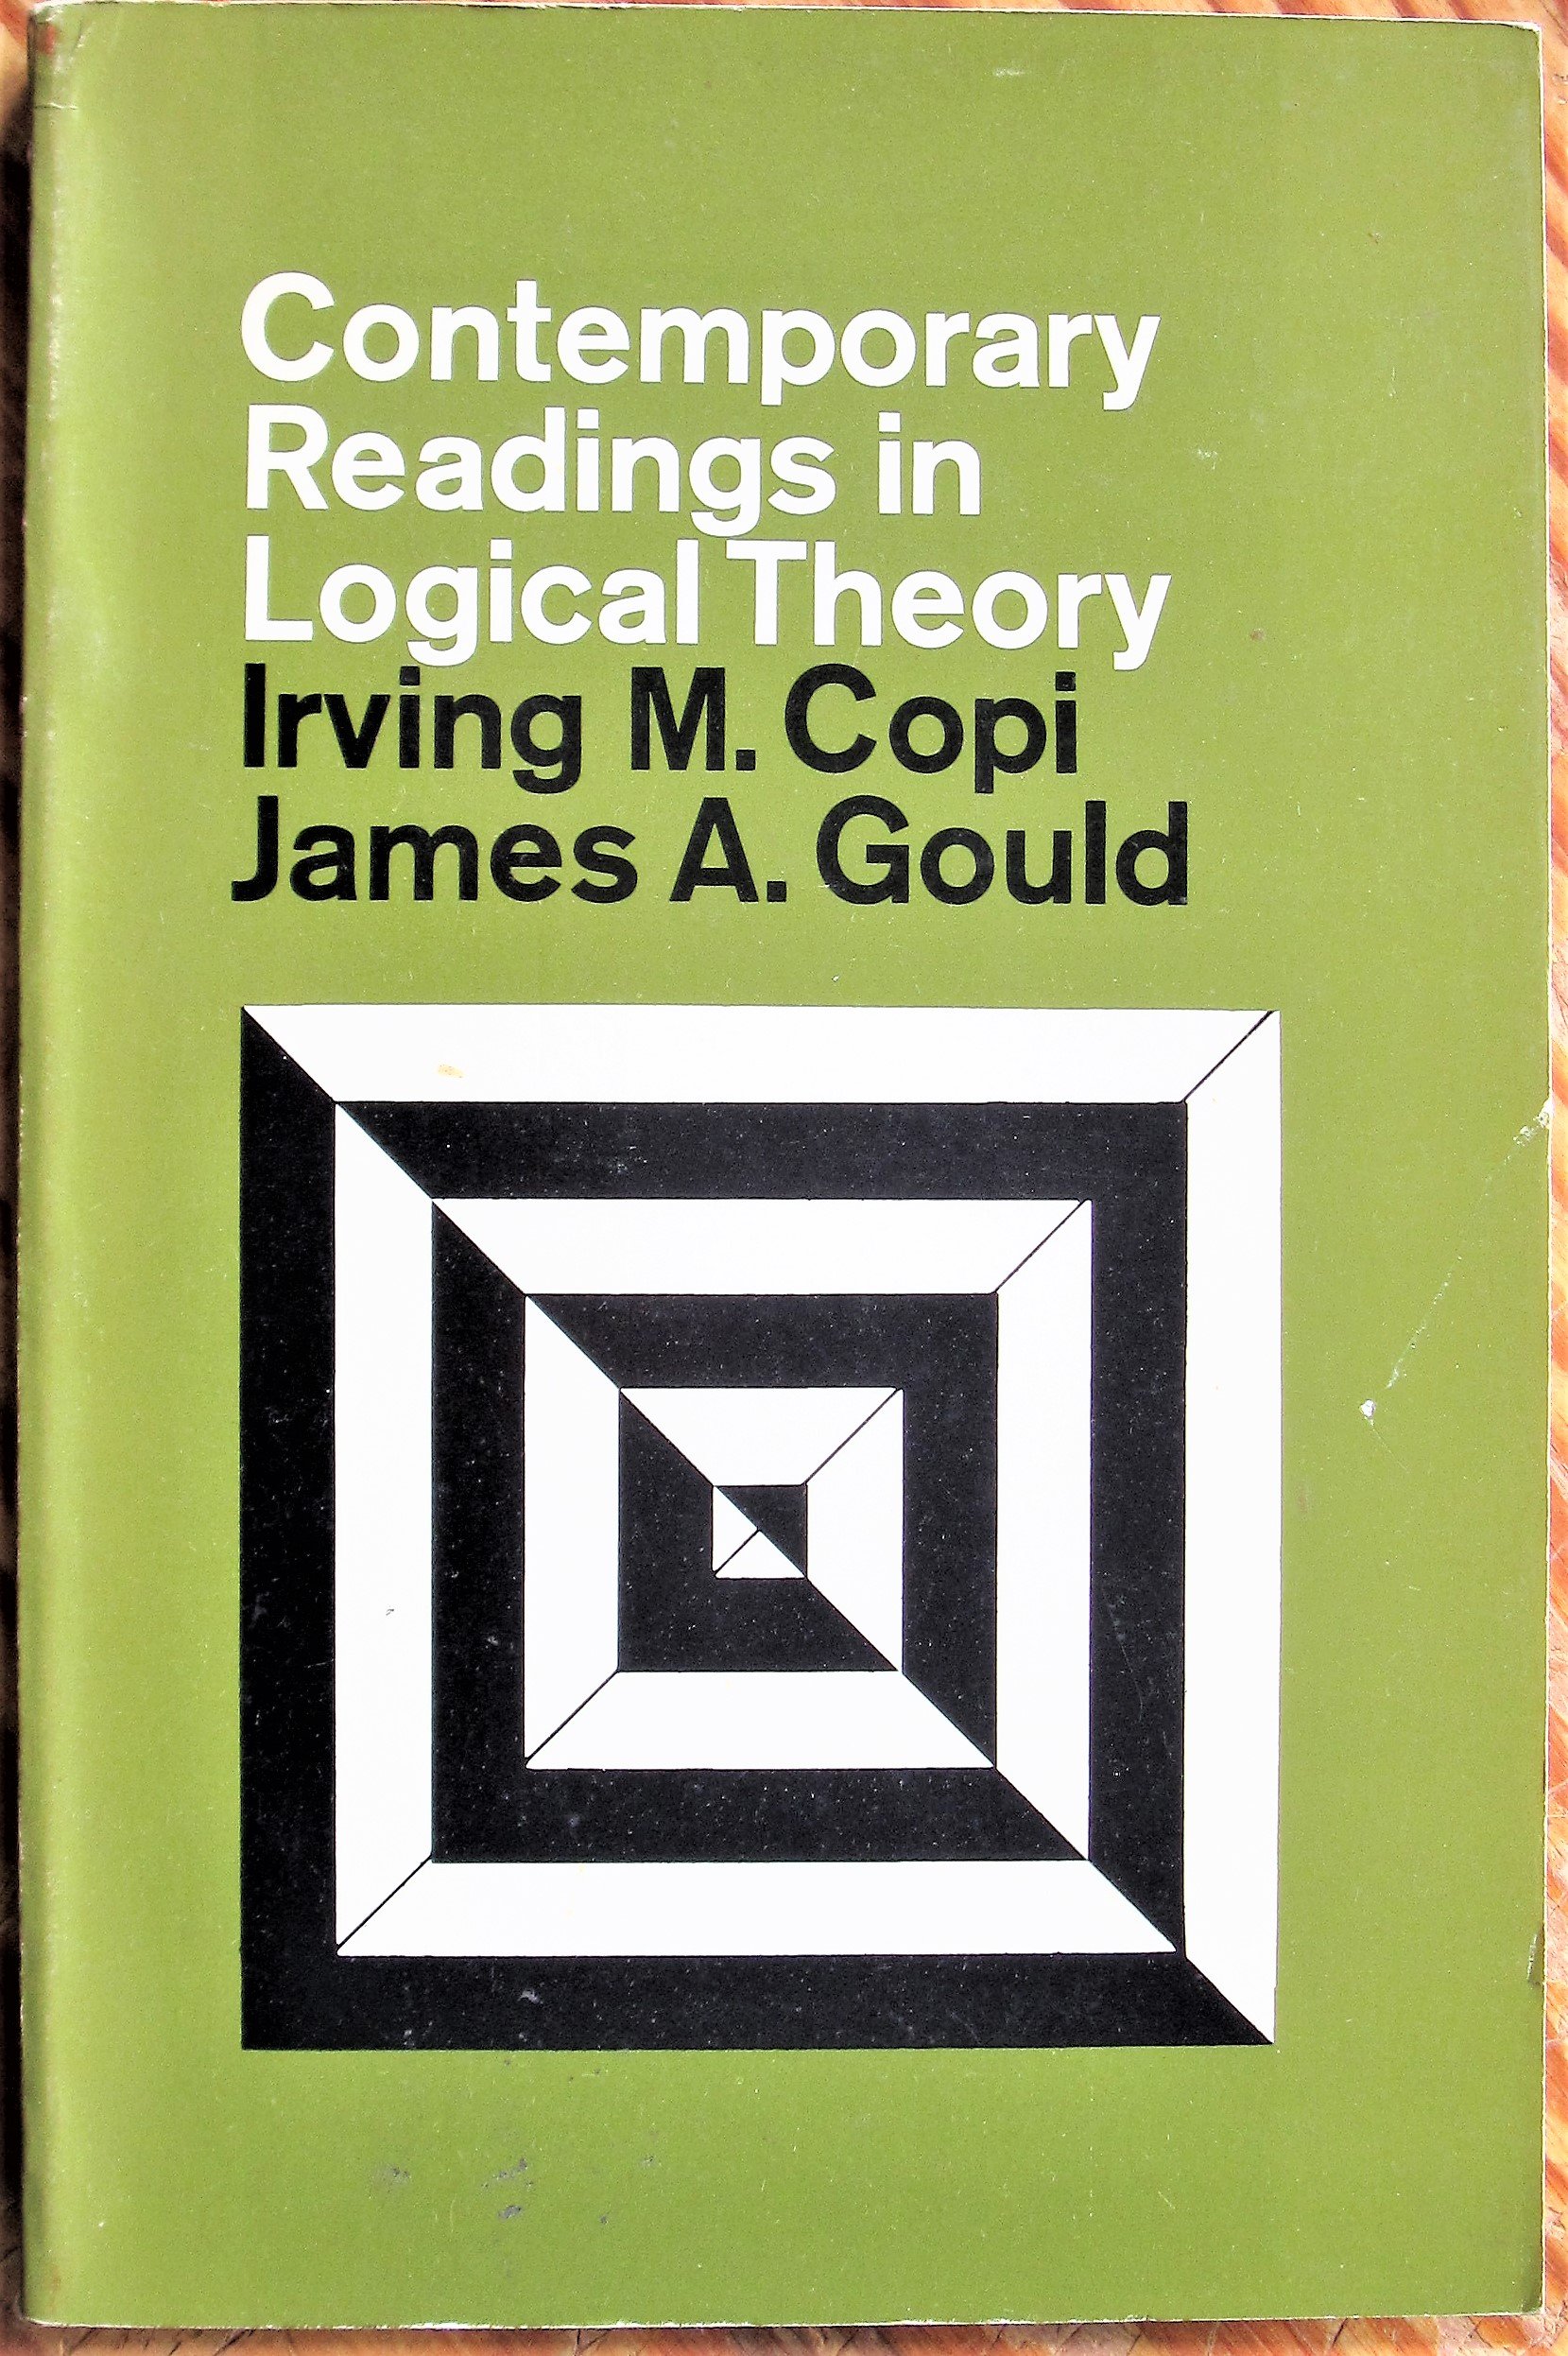 Contemporary
Readings in
Logical Theory
Irving M. Copi
James A. Gould